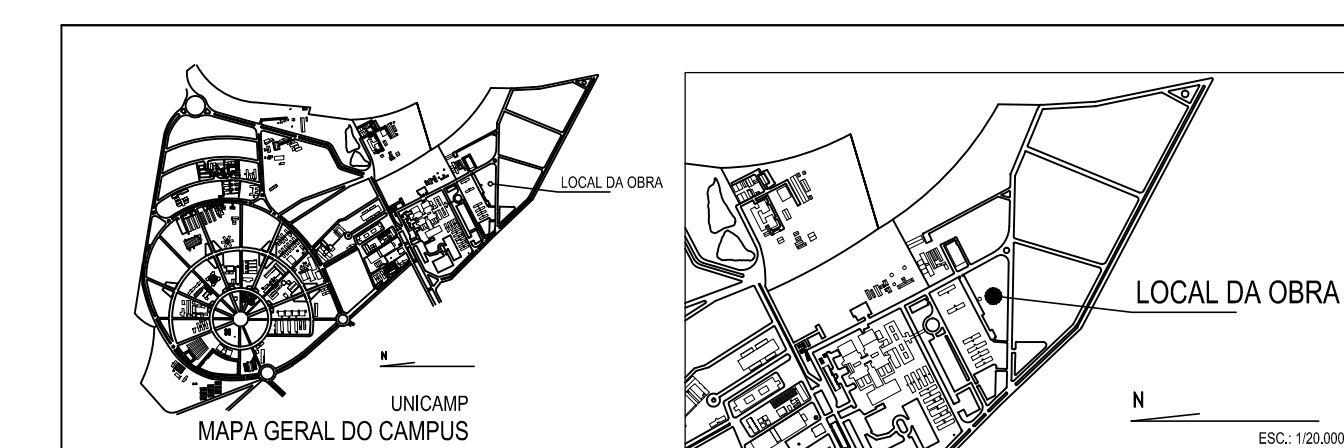 LOCAL DA OBRA
N
UNICAMP
MAPA GERAL DO CAMPUS
LOCAL DA OBRA
N
ESC.: 1/20.000